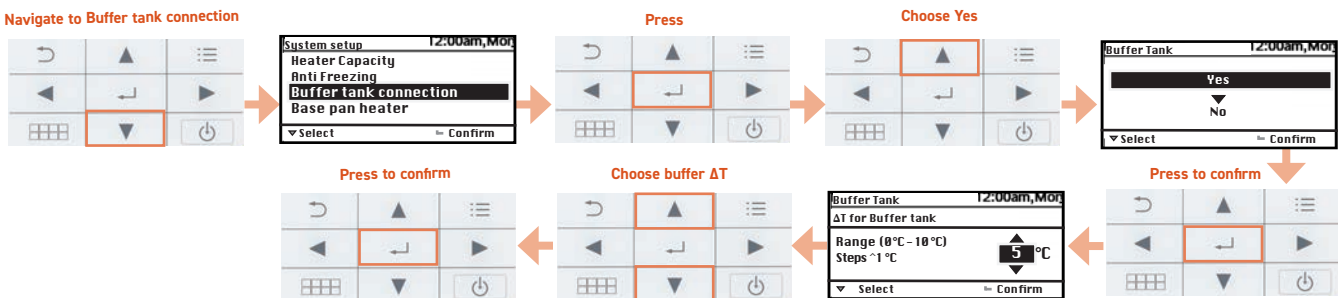 Navigate to Buffer tank connection
Press
Choose Yes
System setup 12:00am,Mon
Heater Capacity
Anti Freezing
Buffer tank connection
Base pan heater
▼Select Confirm
Buffer Tank 12:00am,Mon
Yes
No
▼Select Confirm
Press to confirm
Choose buffer ΔT
Press to confirm
Buffer Tank 12:00am,Mon
ΔT for Buffer tank
Range (0°C-10°C)
Steps ^1°C
5 °C
▼ Select Confirm